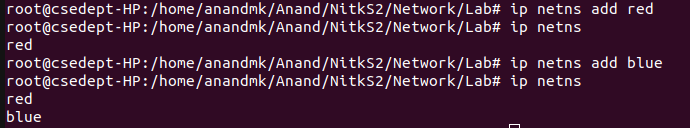 root@csedept-HP:/home/anandmk/Anand/NitkS2/Network/Lab# ip netns add red
root@csedept-HP:/home/anandmk/Anand/NitkS2/Network/Lab# ip netns
red
root@csedept-HP:/home/anandmk/Anand/NitkS2/Network/Lab# ip netns add blue
root@csedept-HP:/home/anandmk/Anand/NitkS2/Network/Lab# ip netns
red
blue